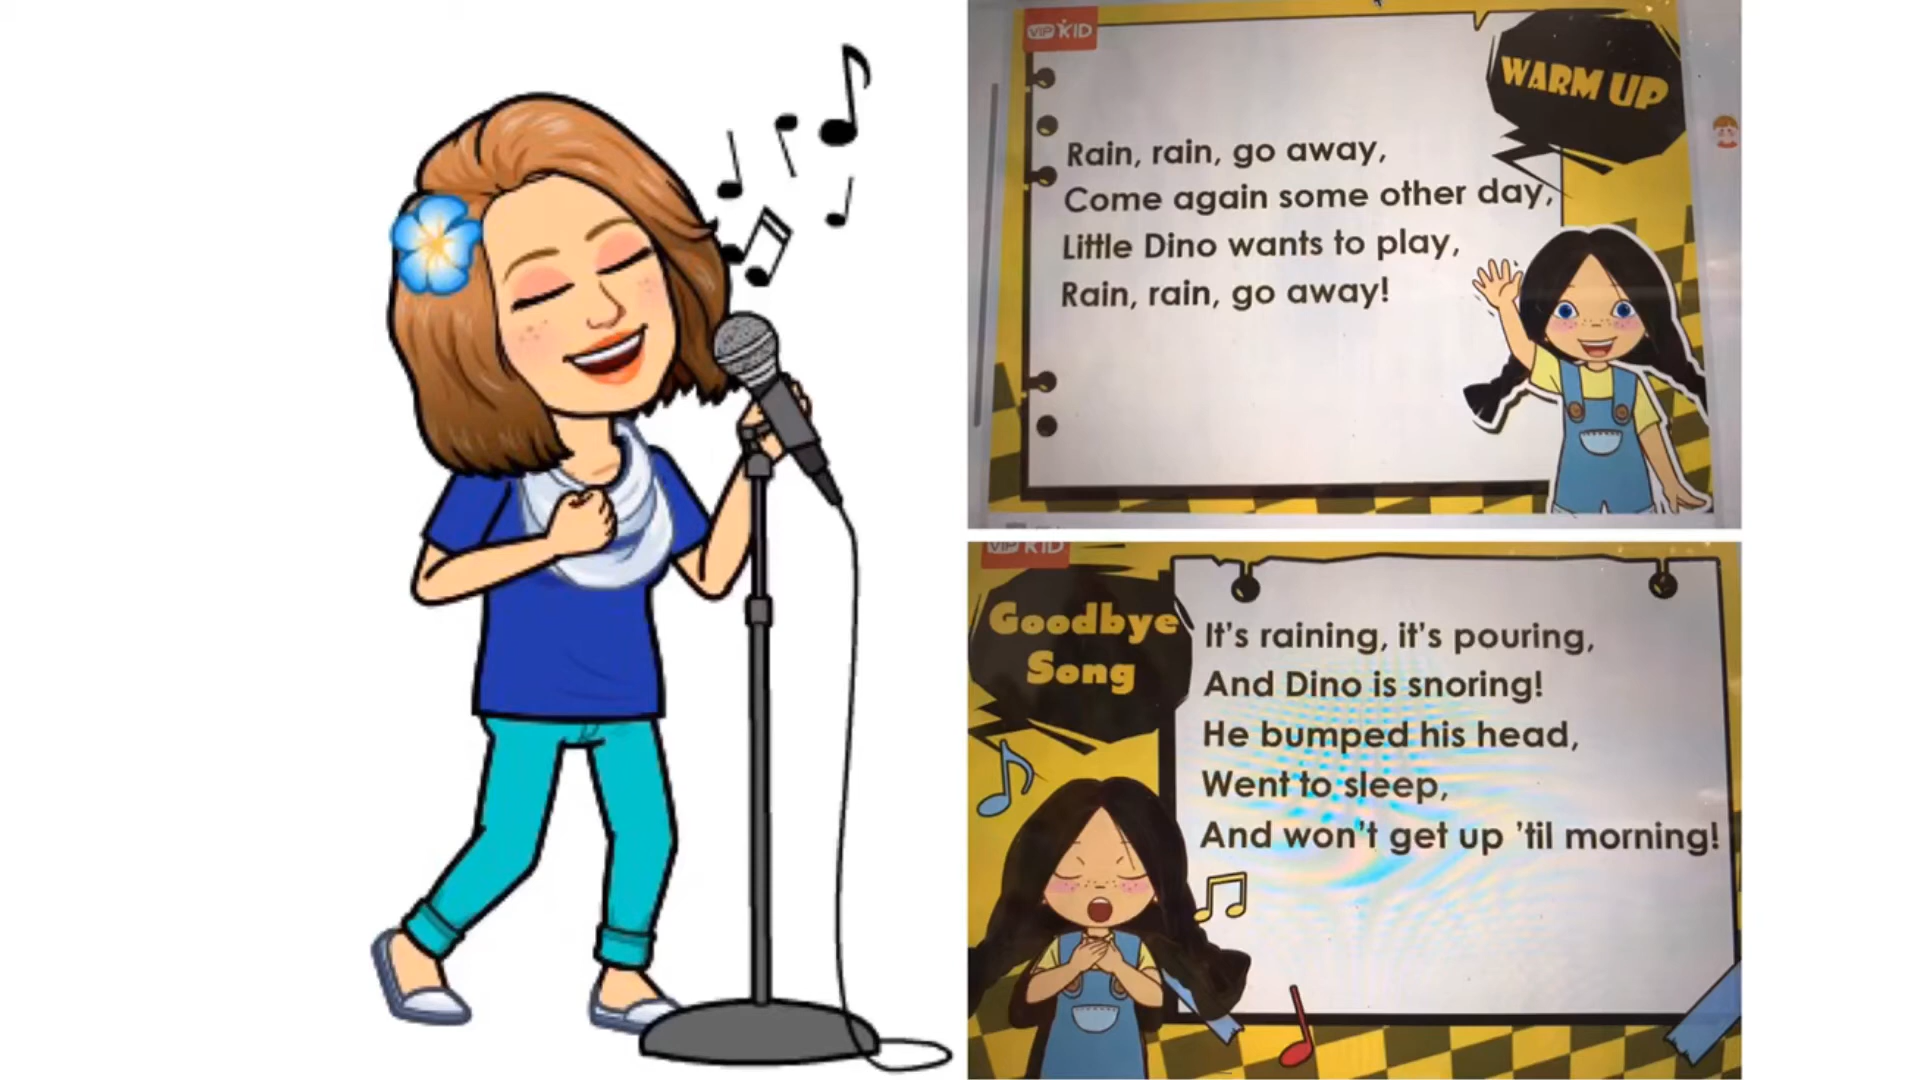 VIP KID
WARM UP
Rain, rain, go away,
Come again some other day,
Little Dino wants to play,
Rain, rain, go away!
VIP KID
Goodbye
Song
It's raining, it's pouring,
And Dino is snoring!
He bumped his head,
Went to sleep,
And won't get up 'til morning!